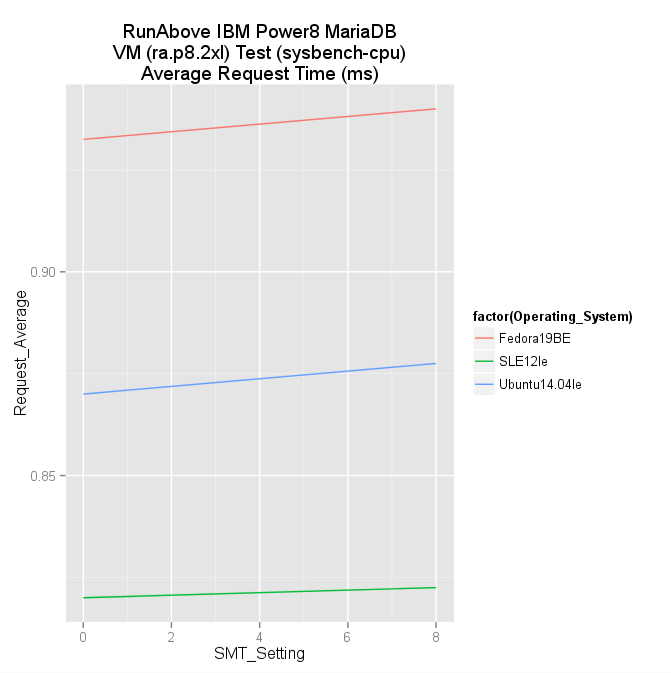 RunAbove IBM Power8 MariaDB
VM (ra.p8.2xl) Test (sysbench-cpu)
Average Request Time (ms)
Request_Average
0.90
0.85
0 2 4 6 8
SMT_Setting
factor(Operating_System)
Fedora19BE
SLE12le
Ubuntu14.04le